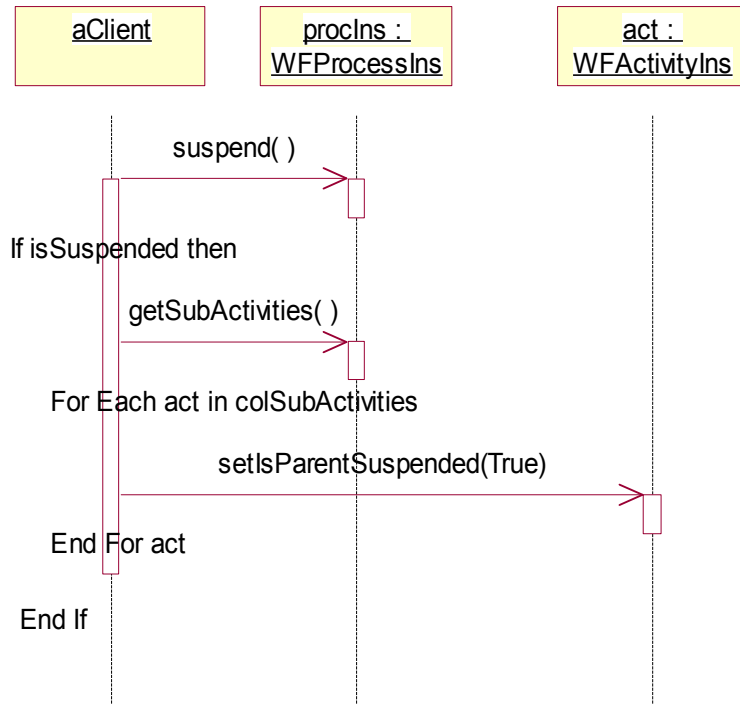 aClient
procIns :
WFProcessIns
act :
WFActivityIns
suspend( )
If isSuspended then
getSubActivities( )
For Each act in colSubActivities
setIsParentSuspended(True)
End For act
End If